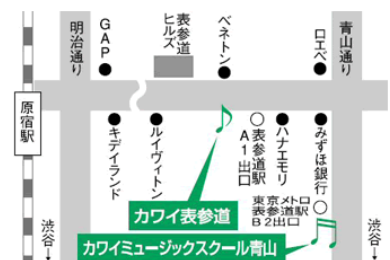 明治通り
GAP
表参道
ヒルズ
ベネトン
ロエベ
青山通り
原宿駅
キデイランド
ルイヴィトン
表参道駅
A1出口
ハナエモリ
みずほ銀行
カワイ表参道
東京メトロ
表参道駅
B2出口
カワイミュージックスクール青山
渋谷↓
渋谷↓